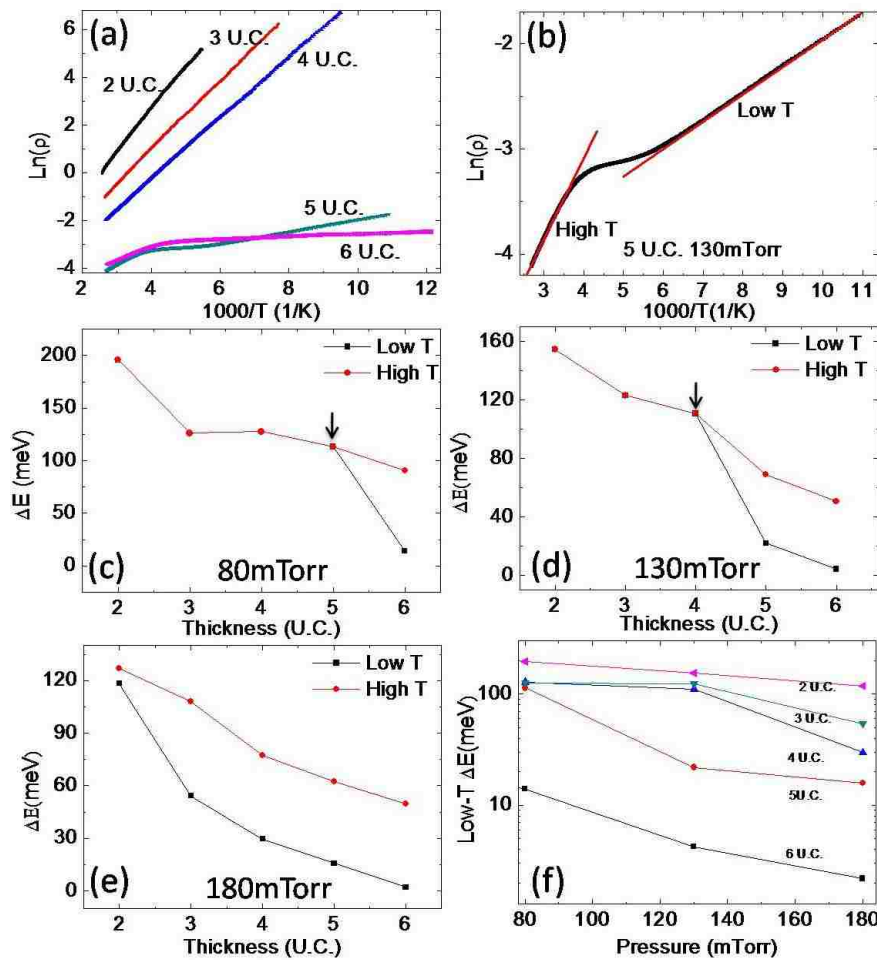 (a)
Ln(ρ)
6
4
2
0
-2
-4
2 U.C.
3 U.C.
4 U.C.
5 U.C.
6 U.C.
2 4 6 8 10 12
1000/T (1/K)
(b)
Ln(ρ)
-2
-3
-4
Low T
High T
5 U.C. 130mTorr
3 4 5 6 7 8 9 10 11
1000/T(1/K)
(c)
ΔE (meV)
200
150
100
50
0
Low T
High T
80mTorr
2 3 4 5 6
Thickness (U.C.)
(d)
ΔE(meV)
160
120
80
40
0
Low T
High T
130mTorr
2 3 4 5 6
Thickness (U.C.)
(e)
ΔE(meV)
120
90
60
30
0
Low T
High T
180mTorr
2 3 4 5 6
Thickness (U.C.)
(f)
Low-T ΔE(meV)
100
10
2 U.C.
3 U.C.
4 U.C.
5U.C.
6 U.C.
80 100 120 140 160 180
Pressure (mTorr)